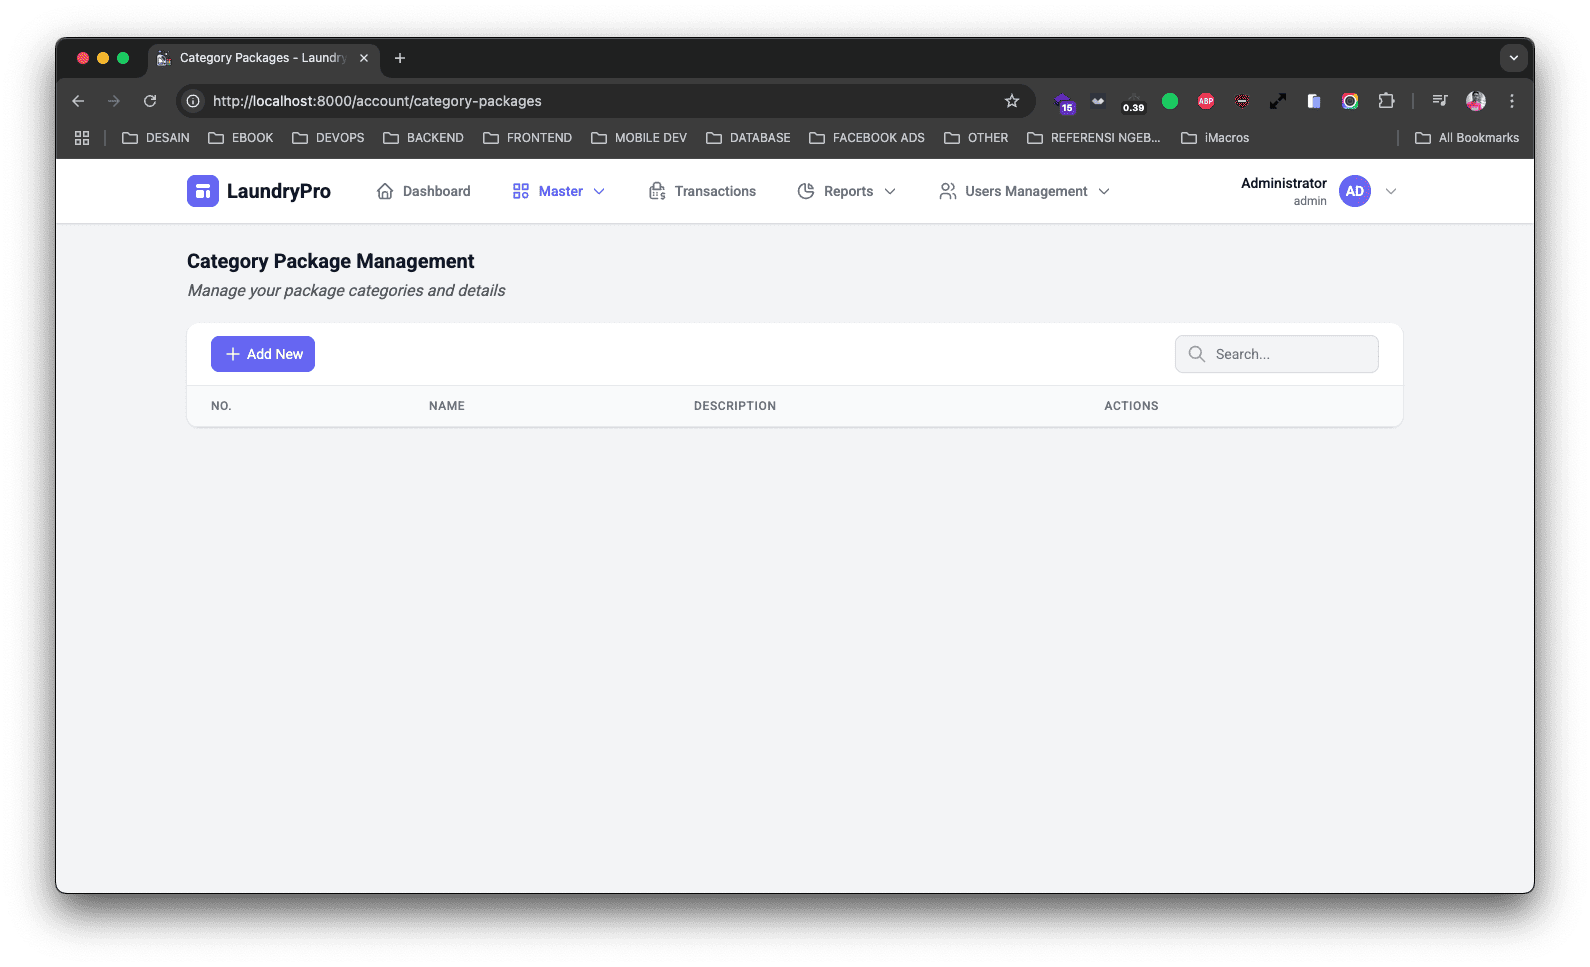 Category Packages - Laundry
http://localhost:8000/account/category-packages
15
0.39
ABP
DESAIN EBOOK DEVOPS BACKEND FRONTEND MOBILE DEV DATABASE FACEBOOK ADS OTHER REFERENSI NGEB... iMacros All Bookmarks
LaundryPro Dashboard Master Transactions Reports Users Management Administrator AD
admin
Category Package Management
Manage your package categories and details
Add New Search...
NO. NAME DESCRIPTION ACTIONS